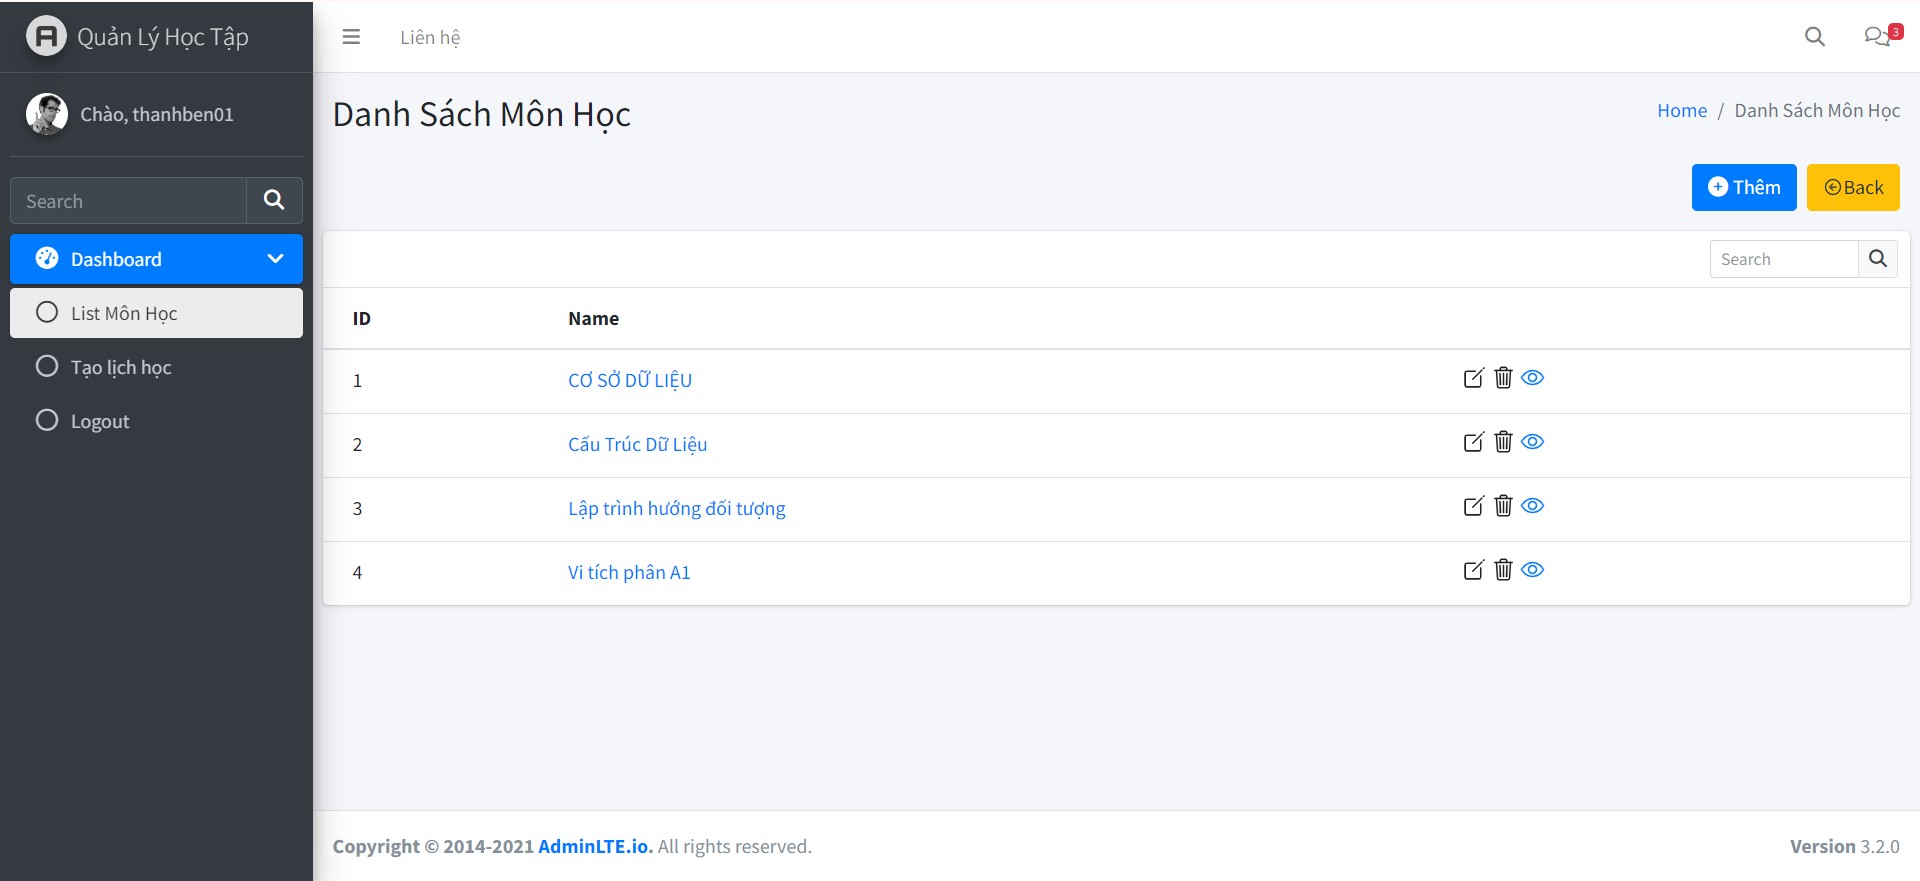 Quản Lý Học Tập
Liên hệ
3
Chào, thanhben01
Danh Sách Môn Học
Home / Danh Sách Môn Học
Search
Thêm
Back
Dashboard
Search
List Môn Học
Tạo lịch học
Logout
ID Name
1 CƠ SỞ DỮ LIỆU
2 Cấu Trúc Dữ Liệu
3 Lập trình hướng đối tượng
4 Vi tích phân A1
Copyright © 2014-2021 AdminLTE.io. All rights reserved.
Version 3.2.0